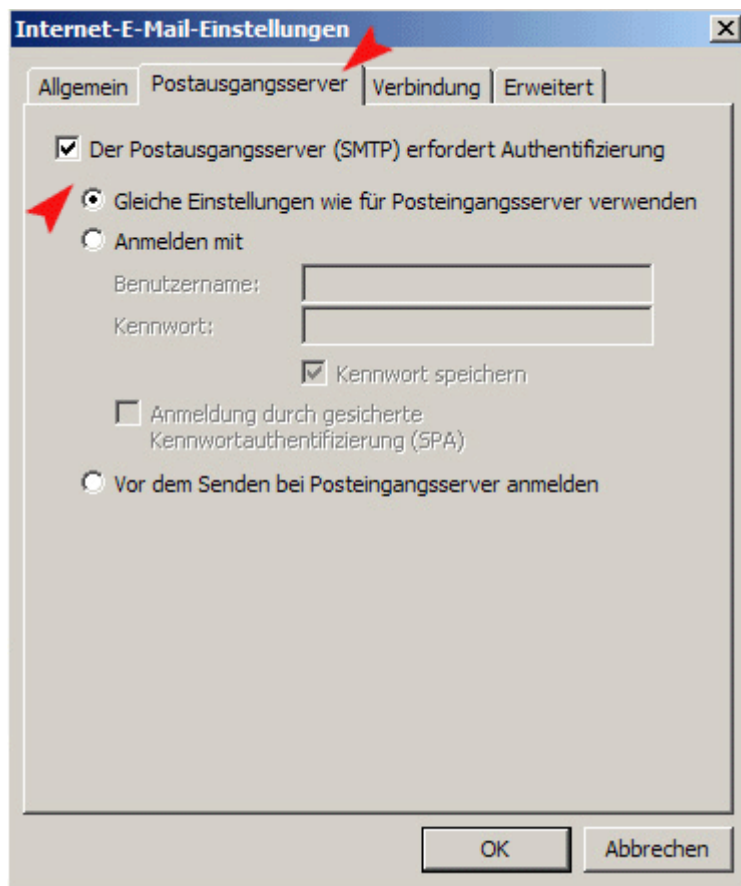 Internet-E-Mail-Einstellungen
Allgemein Postausgangsserver Verbindung Erweitert
Der Postausgangsserver (SMTP) erfordert Authentifizierung
Gleiche Einstellungen wie für Posteingangsserver verwenden
Anmelden mit
Benutzername:
Kennwort:
Kennwort speichern
Anmeldung durch gesicherte
Kennwortauthentifizierung (SPA)
Vor dem Senden bei Posteingangsserver anmelden
OK Abbrechen